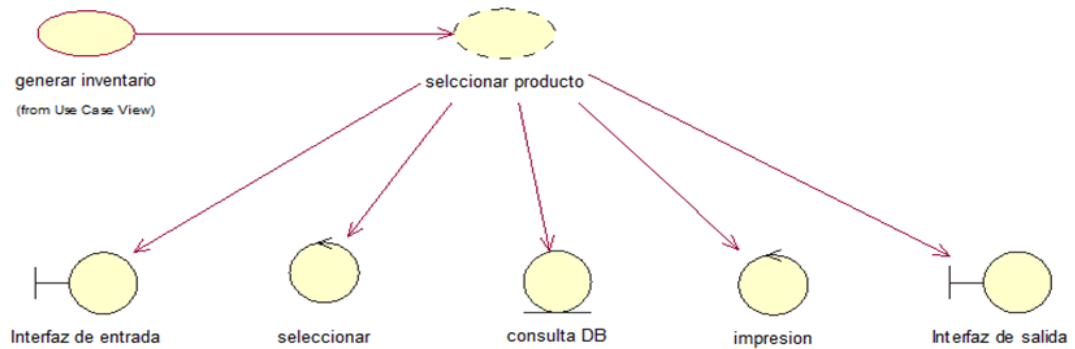 generar inventario
(from Use Case View)
selccionar producto
Interfaz de entrada
seleccionar
consulta DB
impresion
Interfaz de salida